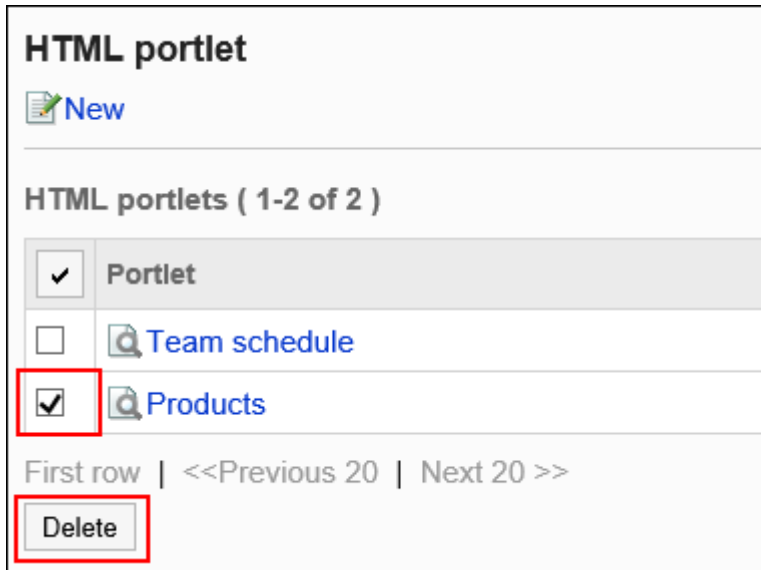 HTML portlet
New
HTML portlets ( 1-2 of 2 )
Portlet
Team schedule
Products
First row | <<Previous 20 | Next 20 >>
Delete